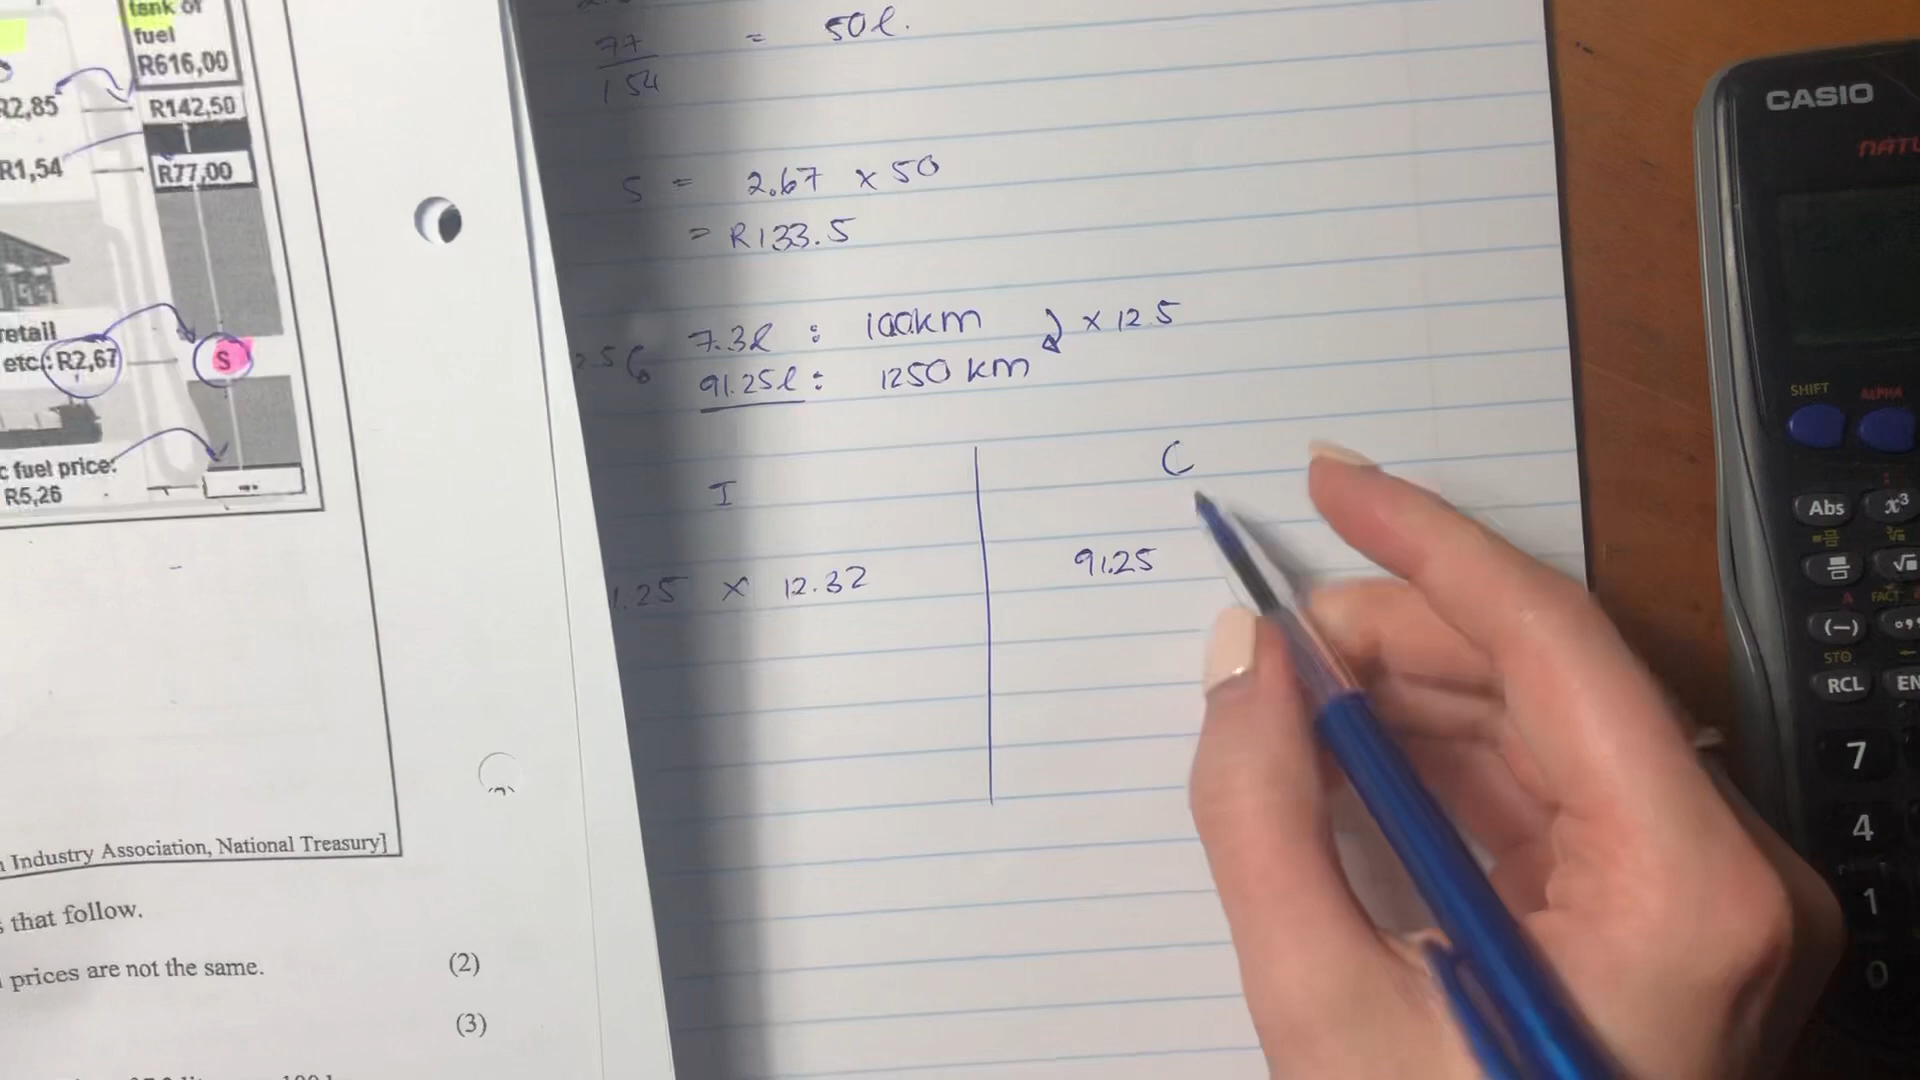 tank of
fuel
R616,00
R2,85
R142,50
R1,54
R77,00
retail
etc.: R2,67
S
c fuel price:
R5,26
Industry Association, National Treasury]
that follow.
prices are not the same.
(2)
(3)
77
154
= 50l.
S = 2.67 x 50
= R133.5
7.3l : 100km
x 12.5
91.25l : 1250 km
I
C
1.25 x 12.32
91.25
CASIO
SHIFT
ALPHA
Abs
x³
(-)
FACT
STO
RCL
7
4
1
0